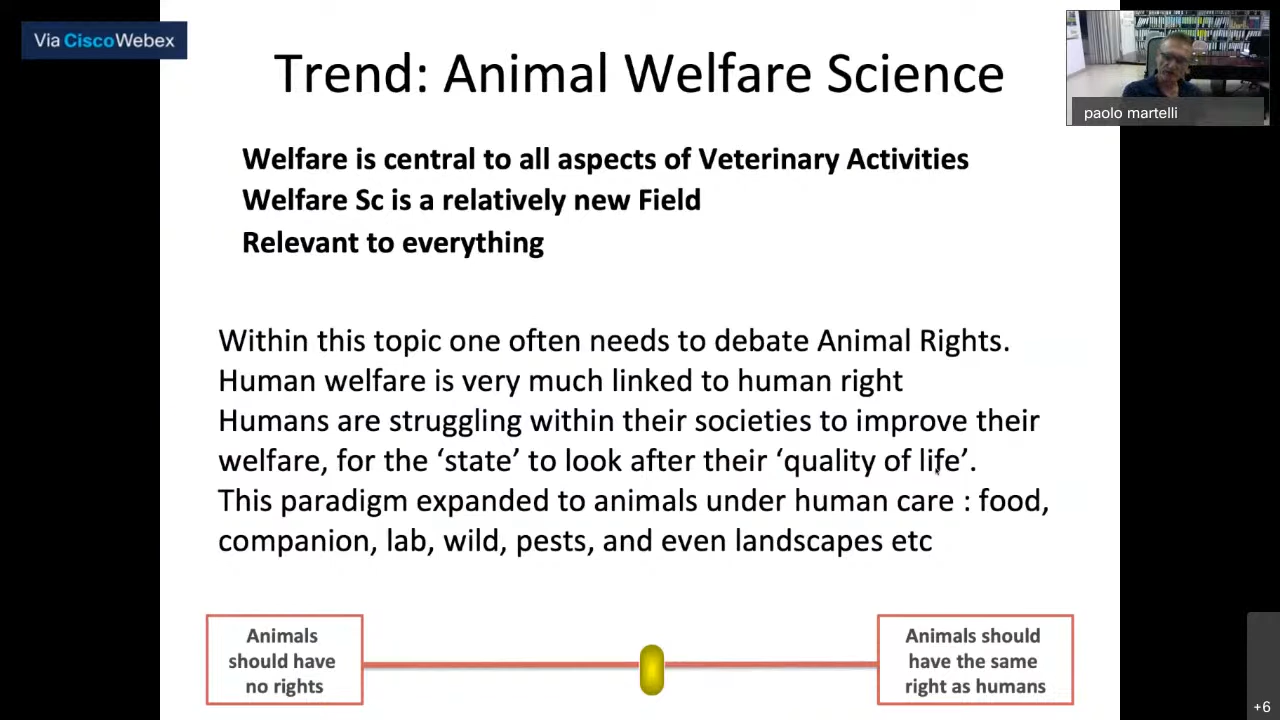 Via CiscoWebex
Trend: Animal Welfare Science
paolo martelli
Welfare is central to all aspects of Veterinary Activities
Welfare Sc is a relatively new Field
Relevant to everything
Within this topic one often needs to debate Animal Rights.
Human welfare is very much linked to human right
Humans are struggling within their societies to improve their
welfare, for the ‘state’ to look after their ‘quality of life’.
This paradigm expanded to animals under human care : food,
companion, lab, wild, pests, and even landscapes etc
Animals
should have
no rights
Animals should
have the same
right as humans
+6